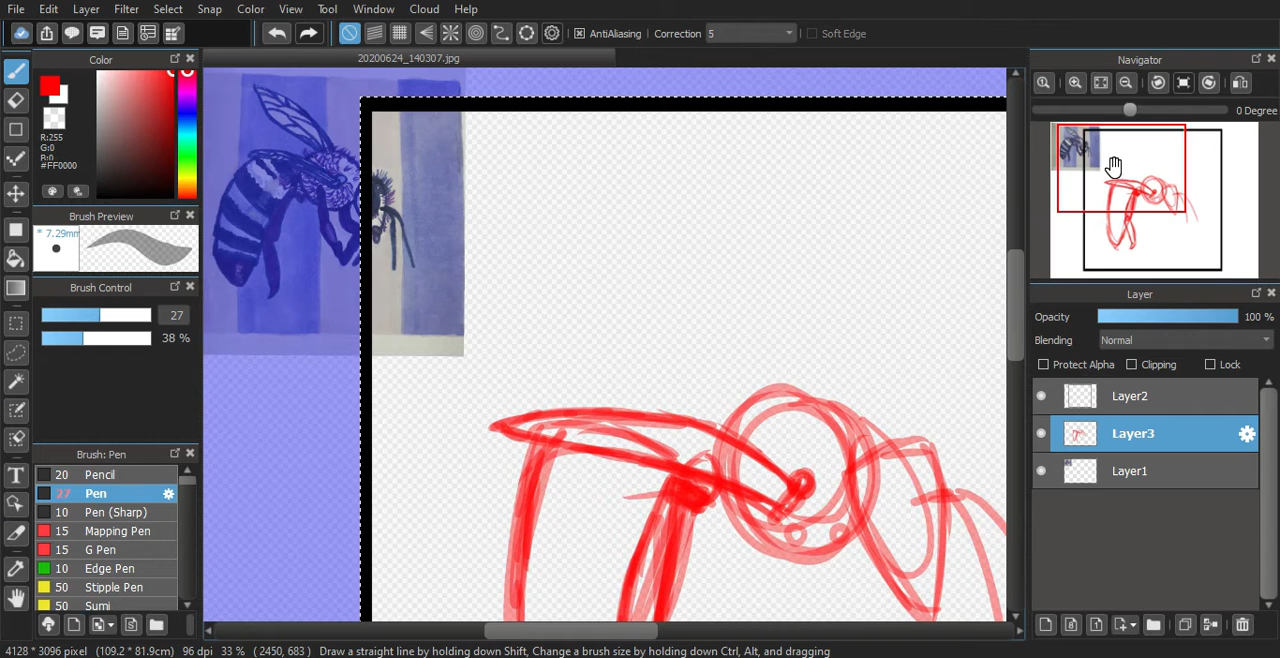 File Edit Layer Filter Select Snap Color View Tool Window Cloud Help
AntiAliasing Correction 5 Soft Edge
20200624_140307.jpg
Color
R:255
G:0
B:0
#FF0000
Brush Preview
* 7.29mm
Brush Control
27
38 %
Brush: Pen
20 Pencil
27 Pen
10 Pen (Sharp)
15 Mapping Pen
15 G Pen
10 Edge Pen
50 Stipple Pen
50 Sumi
Navigator
0 Degree
Layer
Opacity 100 %
Blending Normal
Protect Alpha Clipping Lock
Layer2
Layer3
Layer1
4128 * 3096 pixel (109.2 * 81.9cm) 96 dpi 33 % ( 2450, 683 ) Draw a straight line by holding down Shift, Change a brush size by holding down Ctrl, Alt, and dragging